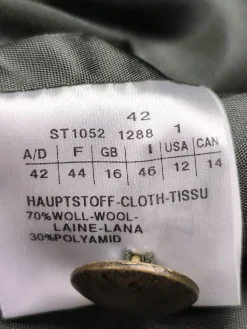 42
ST1052 1288 1
A/D F GB I USA CAN
42 44 16 46 12 14
HAUPTSTOFF-CLOTH-TISSU
70%WOLL-WOOL-
LAINE-LANA
30%POLYAMID